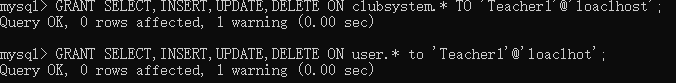 mysql> GRANT SELECT,INSERT,UPDATE,DELETE ON clubsystem.* TO 'Teacher1'@'loaclhost';
Query OK, 0 rows affected, 1 warning (0.00 sec)
mysql> GRANT SELECT,INSERT,UPDATE,DELETE ON user.* to 'Teacher1'@'loaclhot';
Query OK, 0 rows affected, 1 warning (0.00 sec)